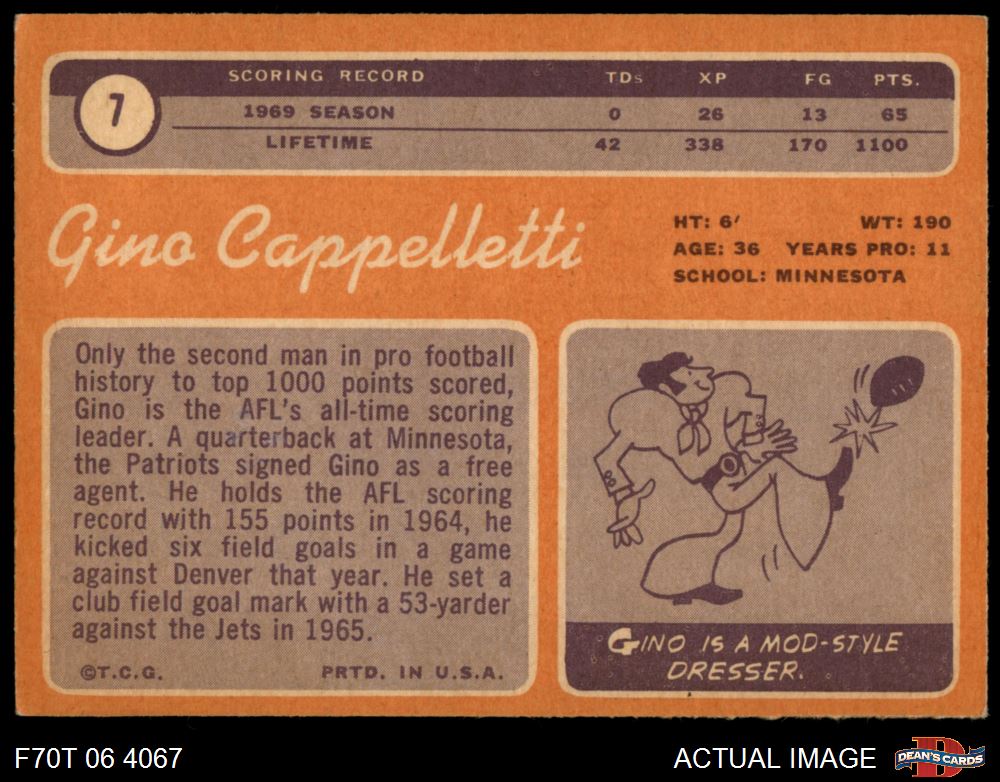 7
SCORING RECORD TDs XP FG PTS.
1969 SEASON 0 26 13 65
LIFETIME 42 338 170 1100
Gino Cappelletti
HT: 6' WT: 190
AGE: 36 YEARS PRO: 11
SCHOOL: MINNESOTA
Only the second man in pro football
history to top 1000 points scored,
Gino is the AFL's all-time scoring
leader. A quarterback at Minnesota,
the Patriots signed Gino as a free
agent. He holds the AFL scoring
record with 155 points in 1964, he
kicked six field goals in a game
against Denver that year. He set a
club field goal mark with a 53-yarder
against the Jets in 1965.
©T.C.G. PRTD. IN U.S.A.
GINO IS A MOD-STYLE
DRESSER.
F70T 06 4067
ACTUAL IMAGE
D
DEAN'S CARDS